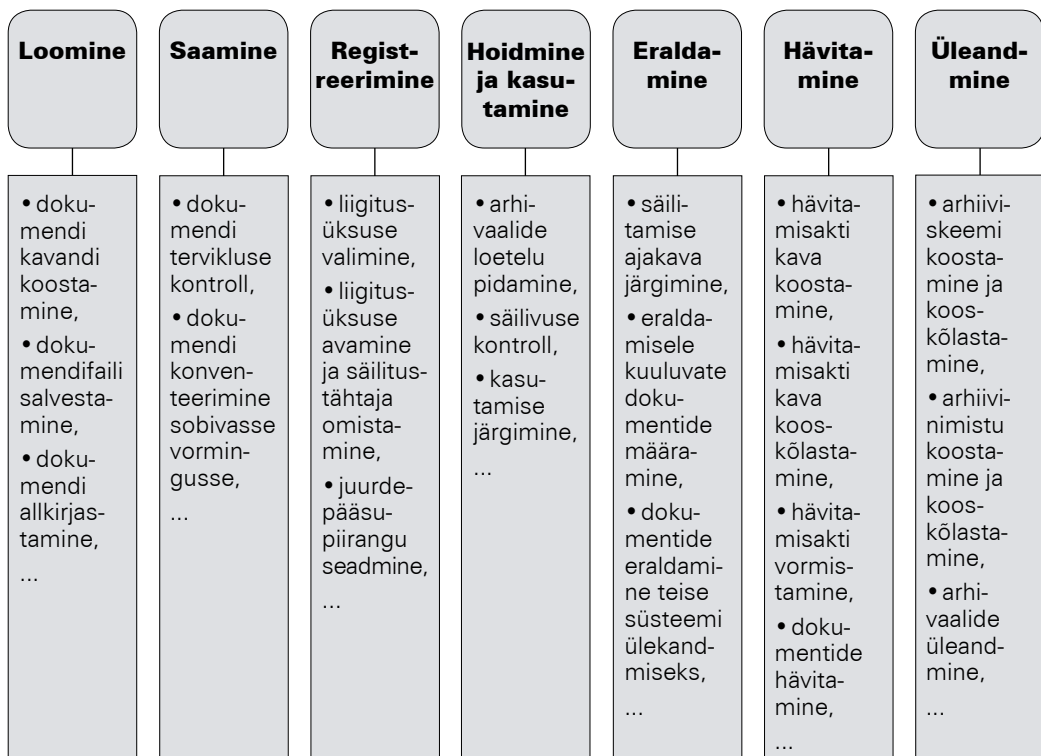 Loomine
• doku-
mendi
kavandi
koosta-
mine,
• doku-
mendifaili
salvesta-
mine,
• doku-
mendi
allkirjas-
tamine,
...
Saamine
• doku-
mendi
tervikluse
kontroll,
• doku-
mendi
konven-
teerimine
sobivasse
vormin-
gusse,
...
Regist-
reerimine
• liigitus-
üksuse
valimine,
• liigitus-
üksuse
avamine
ja säilitus-
tähtaja
omista-
mine,
• juurde-
pääsu-
piirangu
seadmine,
...
Hoidmine
ja kasu-
tamine
• arhi-
vaalide
loetelu
pidamine,
• säilivuse
kontroll,
• kasu-
tamise
järgimine,
...
Eralda-
mine
• säili-
tamise
ajakava
järgimine,
• eralda-
misele
kuuluvate
doku-
mentide
määra-
mine,
• doku-
mentide
eraldami-
ne teise
süsteemi
ülekand-
miseks,
...
Hävita-
mine
• hävita-
misakti
kava
koosta-
mine,
• hävita-
misakti
kava
koos-
kõlasta-
mine,
• hävita-
misakti
vormis-
tamine,
• doku-
mentide
hävita-
mine,
...
Üleand-
mine
• arhiivi-
skeemi
koosta-
mine ja
koos-
kõlasta-
mine,
• arhiivi-
nimistu
koosta-
mine ja
koos-
kõlasta-
mine,
• arhi-
vaalide
üleand-
mine,
...